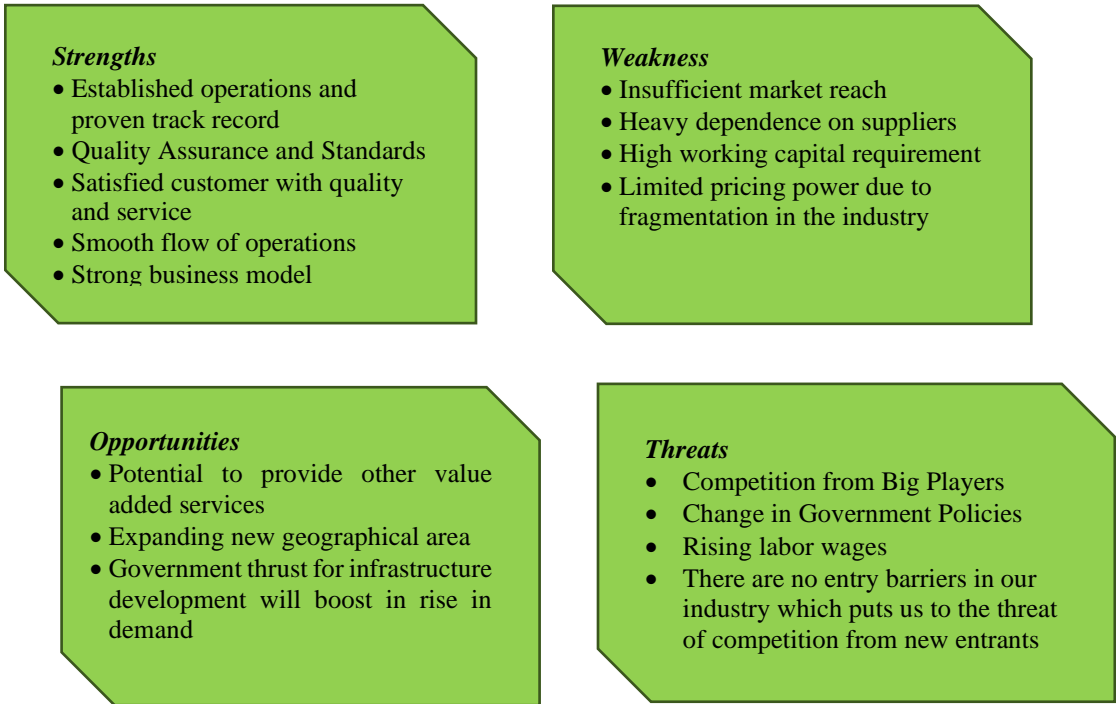 Strengths
• Established operations and
proven track record
• Quality Assurance and Standards
• Satisfied customer with quality
and service
• Smooth flow of operations
• Strong business model
Weakness
• Insufficient market reach
• Heavy dependence on suppliers
• High working capital requirement
• Limited pricing power due to
fragmentation in the industry
Opportunities
• Potential to provide other value
added services
• Expanding new geographical area
• Government thrust for infrastructure
development will boost in rise in
demand
Threats
• Competition from Big Players
• Change in Government Policies
• Rising labor wages
• There are no entry barriers in our
industry which puts us to the threat
of competition from new entrants